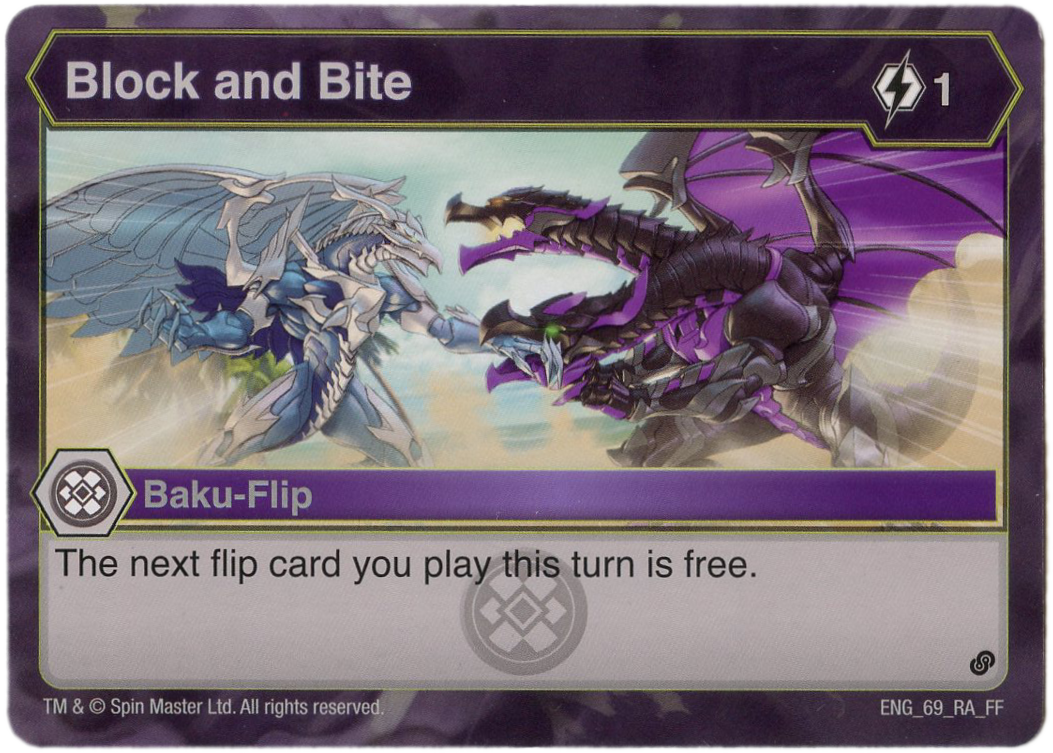 Block and Bite
1
Baku-Flip
The next flip card you play this turn is free.
TM & © Spin Master Ltd. All rights reserved.
ENG_69_RA_FF